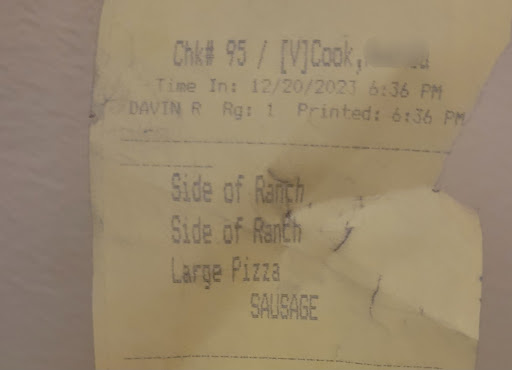 Chk# 95 / [V]Cook,
Time In: 12/20/2023 6:36 PM
DAVIN R Rg: 1 Printed: 6:36 PM
Side of Ranch
Side of Ranch
Large Pizza
SAUSAGE